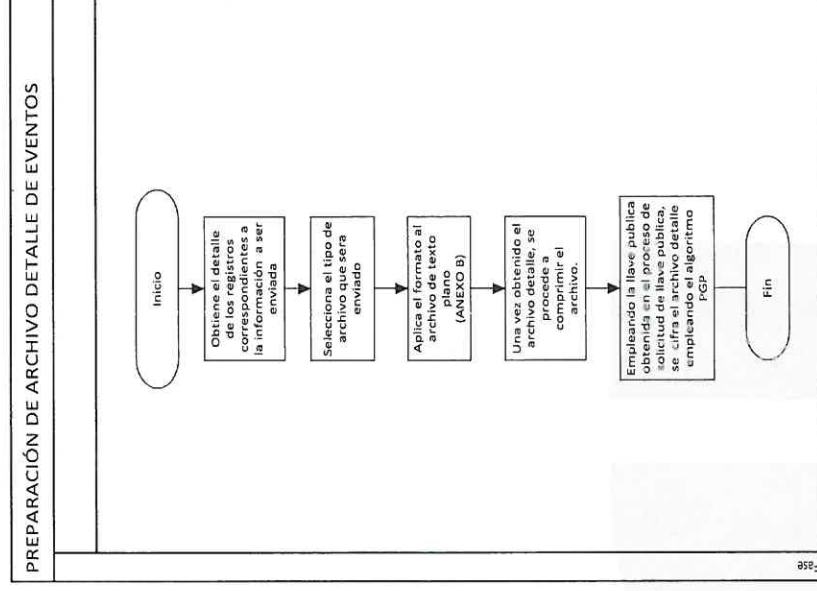 PREPARACIÓN DE ARCHIVO DETALLE DE EVENTOS
Inicio
Obtiene el detalle
de los registros
correspondientes a
la información a ser
enviada
Selecciona el tipo de
archivo que sera
enviado
Aplica el formato al
archivo de texto
plano
(ANEXO B)
Una vez obtenido el
archivo detalle, se
procede a
comprimir el
archivo.
Empleando la llave publica
obtenida en el proceso de
solicitud de llave pública,
se cifra el archivo detalle
empleando el algoritmo
PGP
Fin
Fase